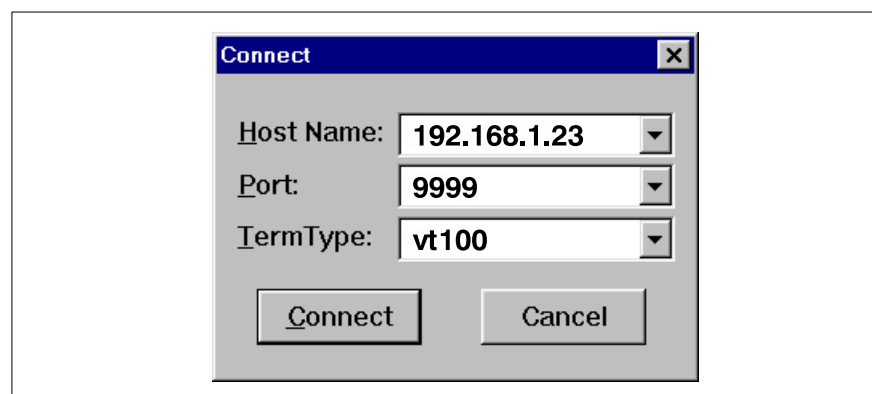 Connect
Host Name: 192.168.1.23
Port: 9999
TermType: vt100
Connect Cancel